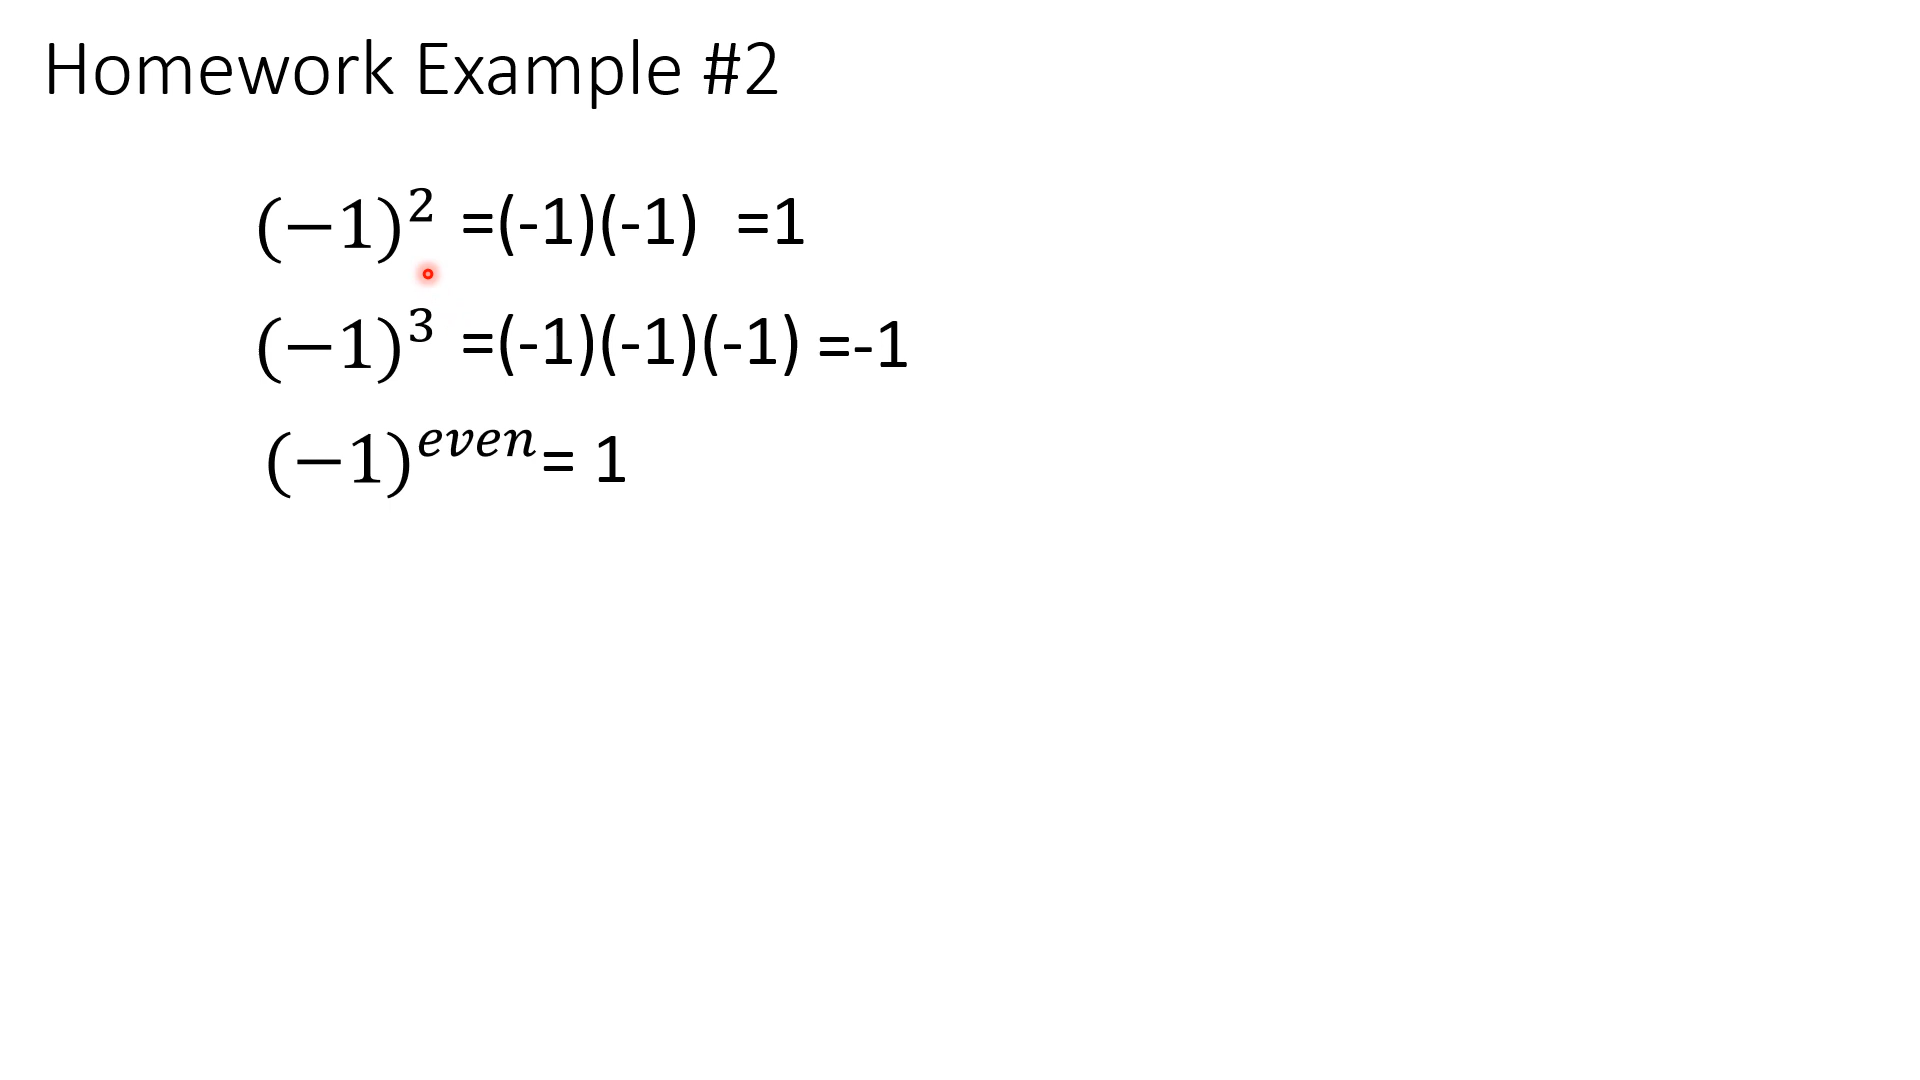 Homework Example #2
(−1)² =(-1)(-1) =1
(−1)³ =(-1)(-1)(-1) =-1
(−1)^even = 1